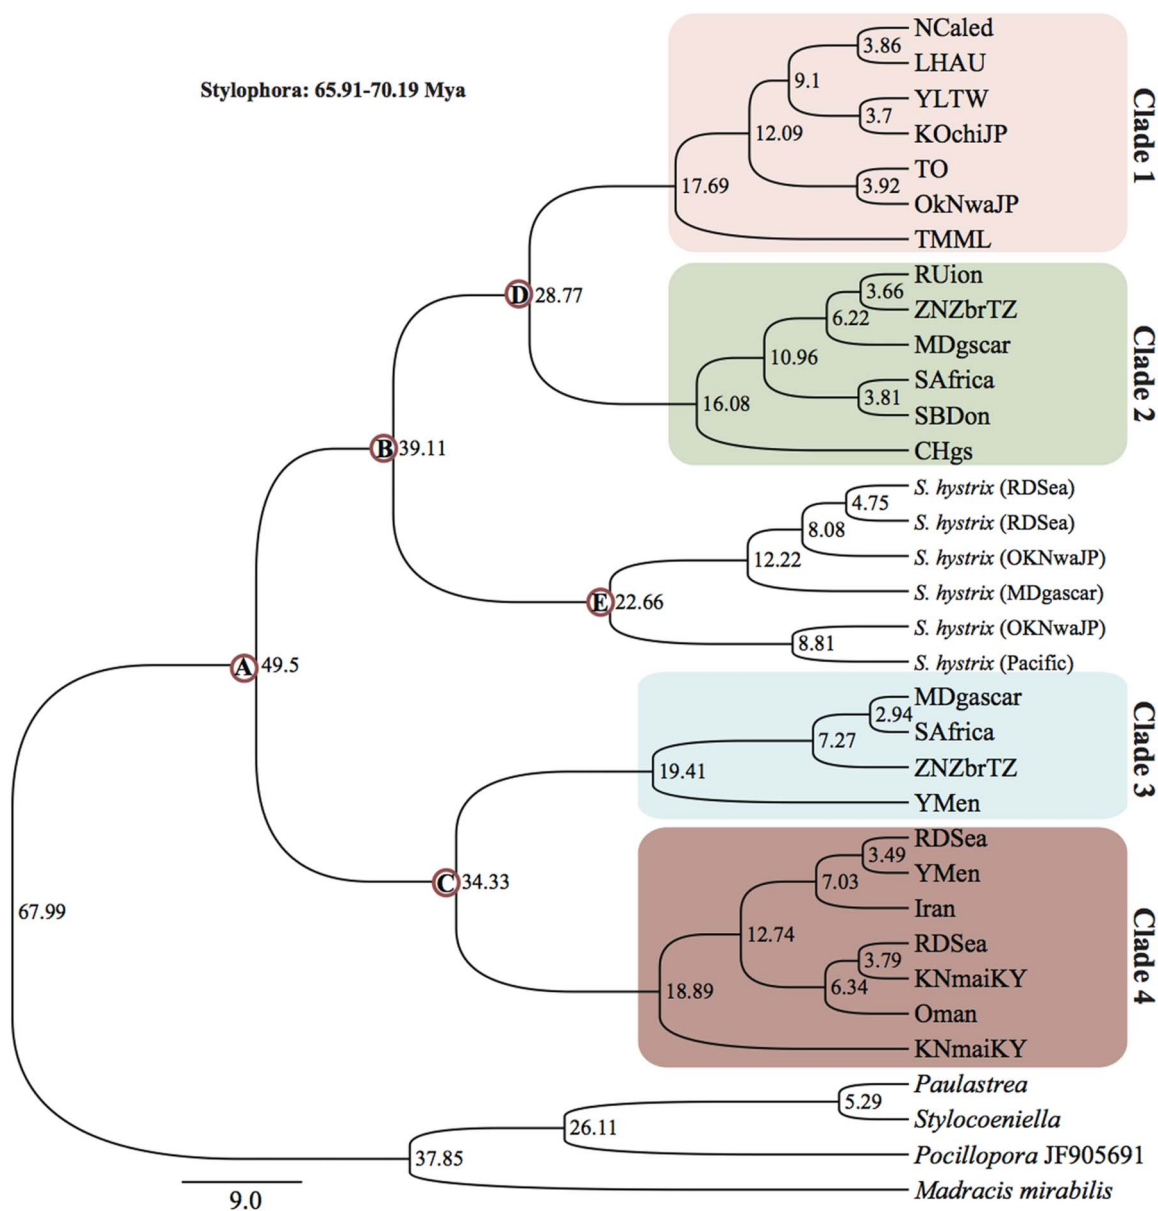 Stylophora: 65.91-70.19 Mya
NCaled
3.86
LHAU
9.1
YLTW
3.7
KOchiJP
12.09
TO
3.92
OkNwaJP
17.69
TMML
Clade 1
RUion
3.66
ZNZbrTZ
6.22
MDgscar
10.96
SAfrica
3.81
SBDon
16.08
CHgs
Clade 2
D 28.77
B 39.11
S. hystrix (RDSea)
4.75
S. hystrix (RDSea)
8.08
S. hystrix (OKNwaJP)
12.22
S. hystrix (MDgascar)
E 22.66
S. hystrix (OKNwaJP)
8.81
S. hystrix (Pacific)
A 49.5
MDgascar
2.94
SAfrica
7.27
ZNZbrTZ
19.41
YMen
Clade 3
C 34.33
RDSea
3.49
YMen
7.03
Iran
12.74
RDSea
3.79
KNmaiKY
6.34
Oman
18.89
KNmaiKY
Clade 4
67.99
Paulastrea
5.29
Stylocoeniella
26.11
Pocillopora JF905691
37.85
Madracis mirabilis
9.0